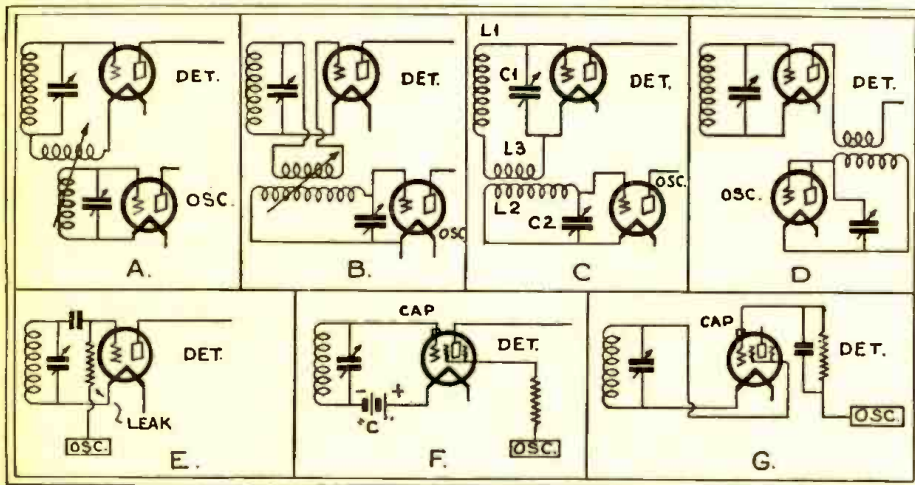 DET.
OSC.
A.
DET.
OSC
B.
L1
C1
DET.
L3
L2
C2
OSC.
C
DET.
OSC.
D
DET.
LEAK
OSC.
E.
CAP
DET.
- +
"C"
OSC.
F.
CAP
DET.
OSC.
G.